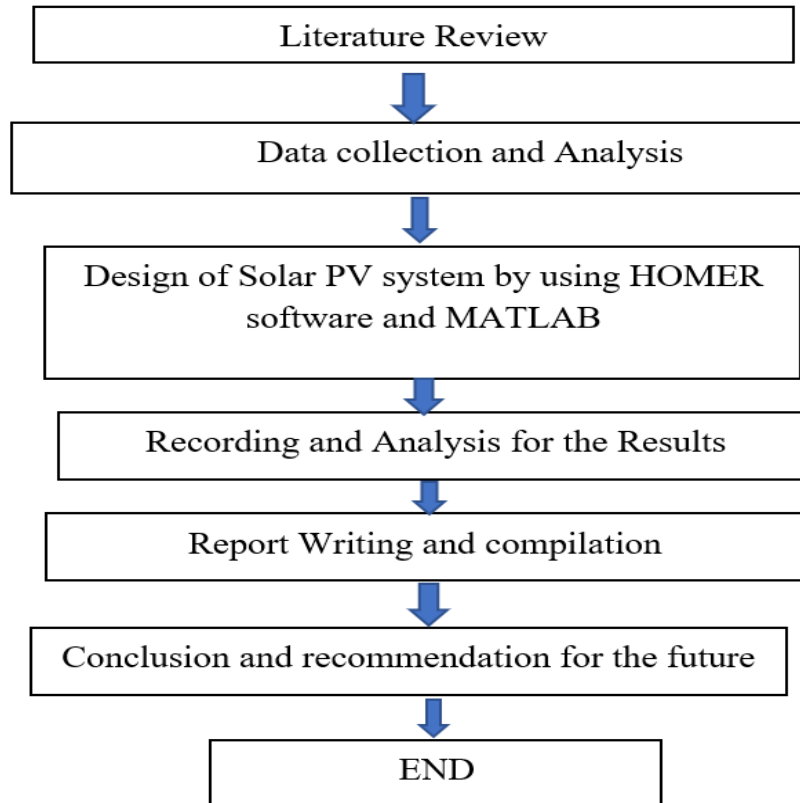 Literature Review
Data collection and Analysis
Design of Solar PV system by using HOMER
software and MATLAB
Recording and Analysis for the Results
Report Writing and compilation
Conclusion and recommendation for the future
END